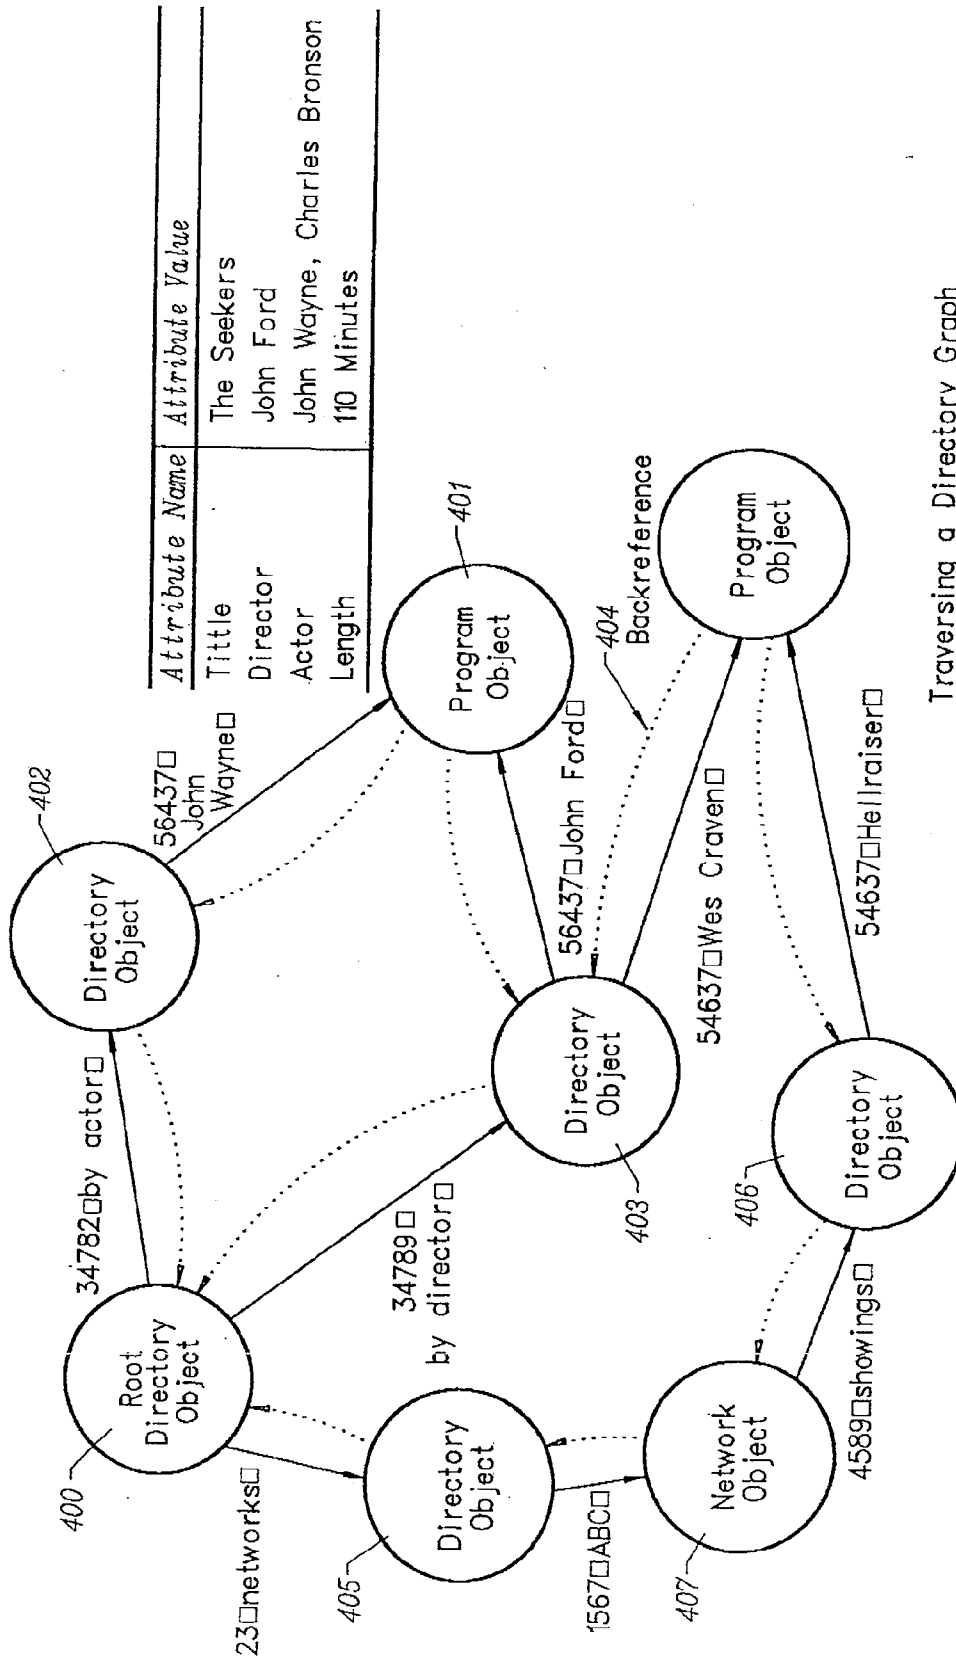 Attribute Name Attribute Value
Tittle The Seekers
Director John Ford
Actor John Wayne, Charles Bronson
Length 110 Minutes
402
Directory
Object
34782□by actor□
56437□
John
Wayne□
401
Program
Object
400
Root
Directory
Object
34789□
by director□
403
Directory
Object
56437□John Ford□
404
Backreference
54637□Wes Craven□
Program
Object
23□networks□
405
Directory
Object
1567□ABC□
407
Network
Object
4589□showings□
406
Directory
Object
54637□Hellraiser□
Traversing a Directory Graph